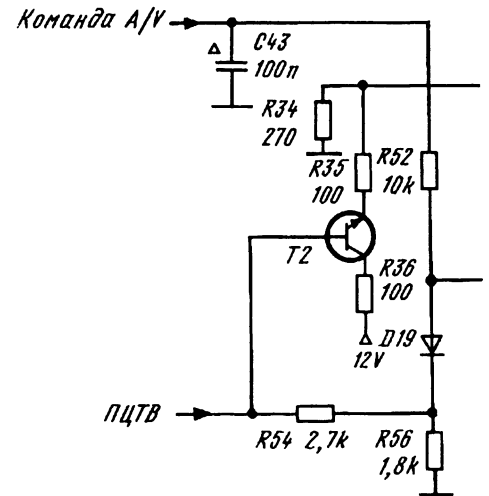 Команда A/V
C43
100п
R34
270
R35
100
R52
10k
T2
R36
100
12V
D19
ПЦТВ
R54 2,7k
R56
1,8k